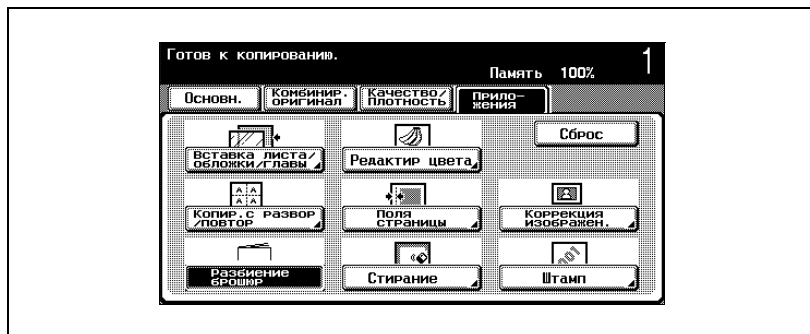 Готов к копированию.
1
Память 100%
Основн.
Комбинир.
оригинал
Качество/
Плотность
Прило-
жения
Сброс
Вставка листа/
обложки/главы
Редактир цвета
A A
A A
Копир.с развор
/повтор
Поля
страницы
Коррекция
изображен.
Разбиение
брошюр
Стирание
001
Штамп